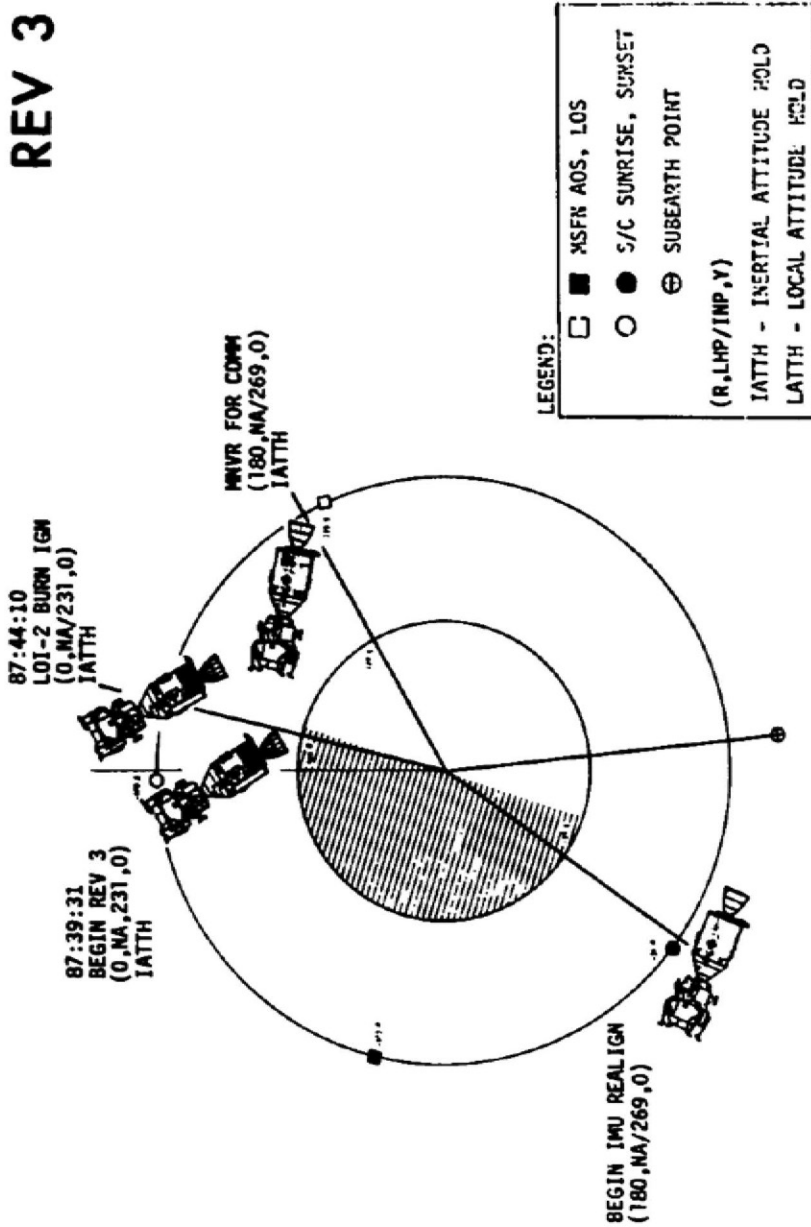 REV 3
87:44:10
LOI-2 BURN IGN
(0,NA/231,0)
IATTH
87:39:31
BEGIN REV 3
(0,NA,231,0)
IATTH
MNVR FOR COMM
(180,NA/269,0)
IATTH
BEGIN IMU REALIGN
(180,NA/269,0)
LEGEND:
MSFN AOS, LOS
S/C SUNRISE, SUNSET
SUBEARTH POINT
(R,LHP/INP,Y)
IATTH - INERTIAL ATTITUDE HOLD
LATTH - LOCAL ATTITUDE HOLD